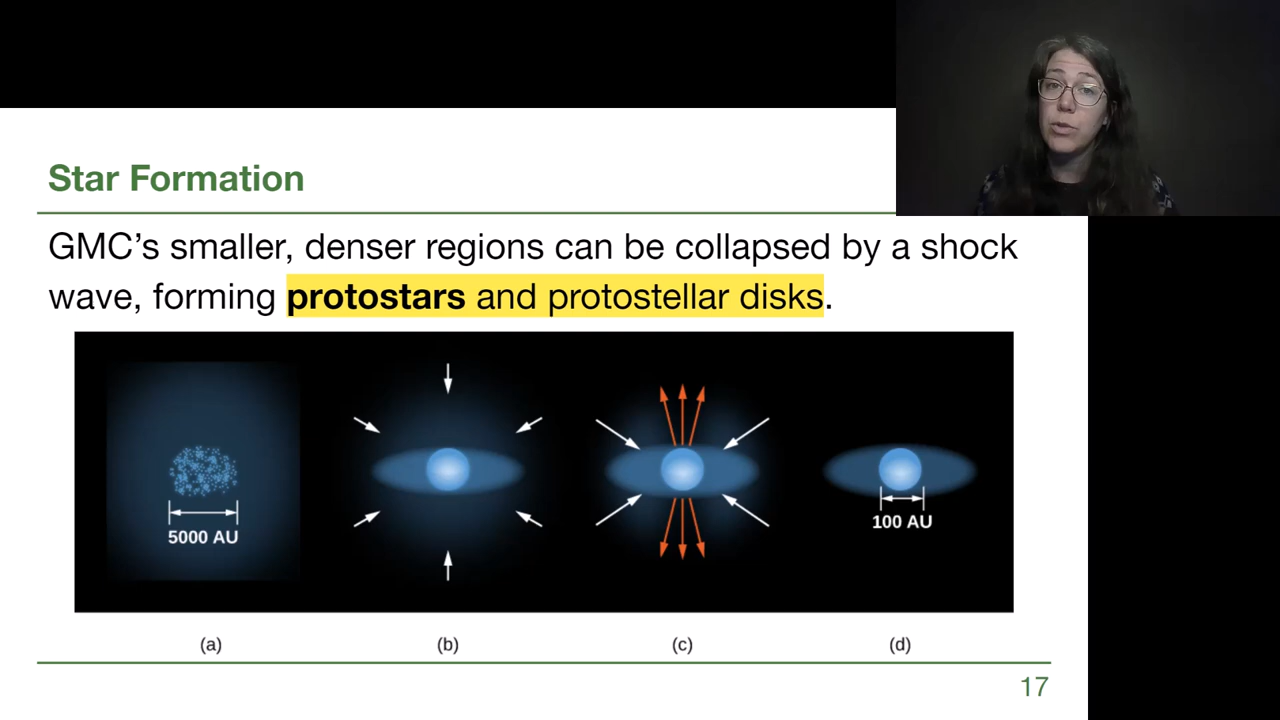 Star Formation
GMC’s smaller, denser regions can be collapsed by a shock
wave, forming protostars and protostellar disks.
5000 AU
100 AU
(a)
(b)
(c)
(d)
17